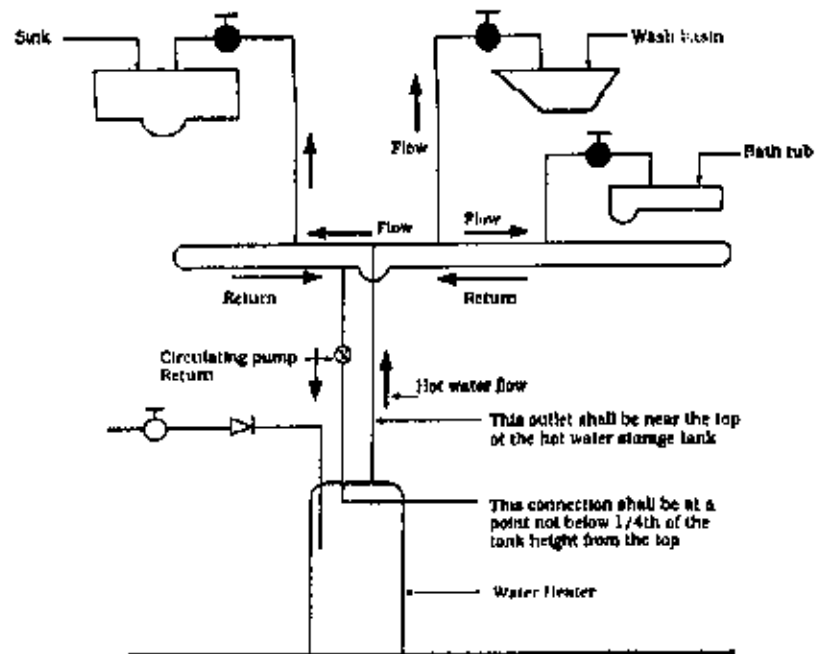 Sink
Wash basin
Bath tub
Flow
Flow
Flow
Return
Return
Circulating pump
Return
Hot water flow
This outlet shall be near the top
of the hot water storage tank
This connection shall be at a
point not below 1/4th of the
tank height from the top
Water Heater